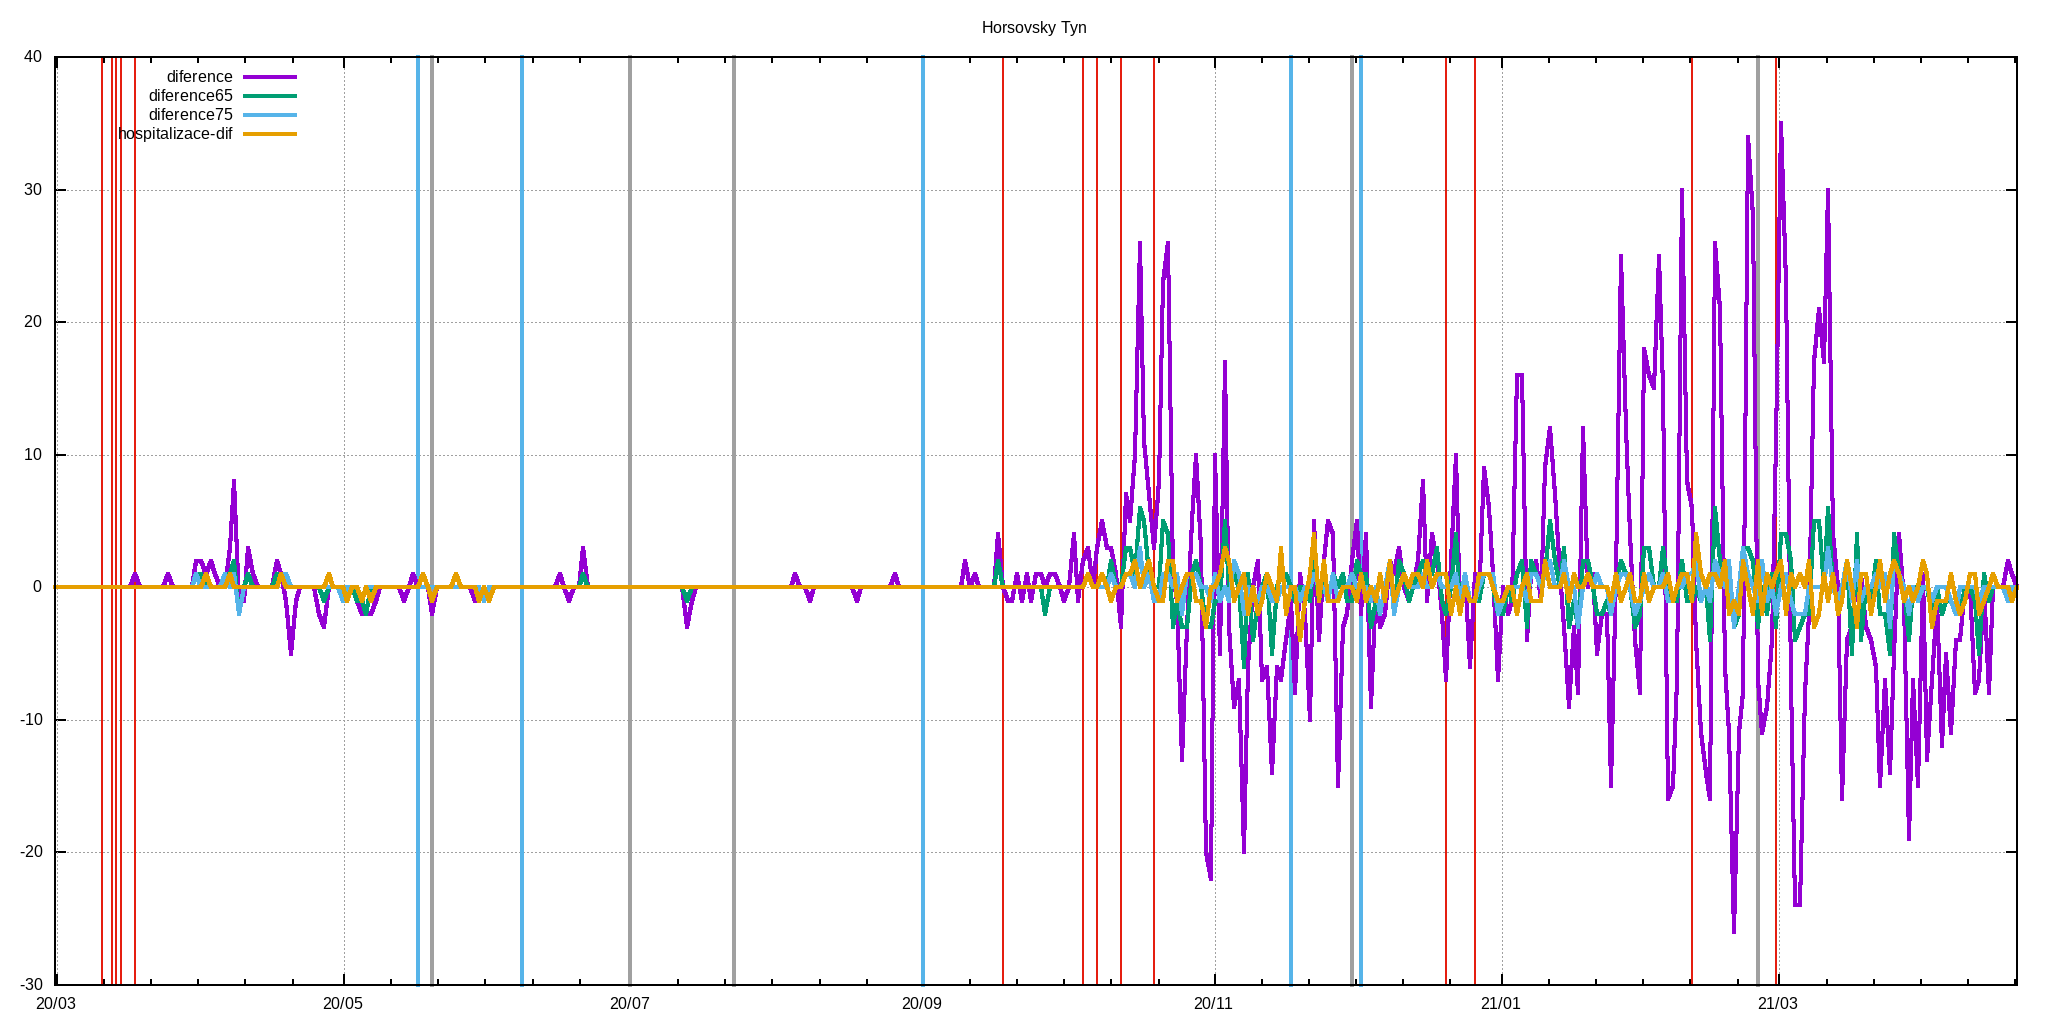 Horsovsky Tyn
diference
diference65
diference75
hospitalizace-dif
40
30
20
10
0
-10
-20
-30
20/03 20/05 20/07 20/09 20/11 21/01 21/03